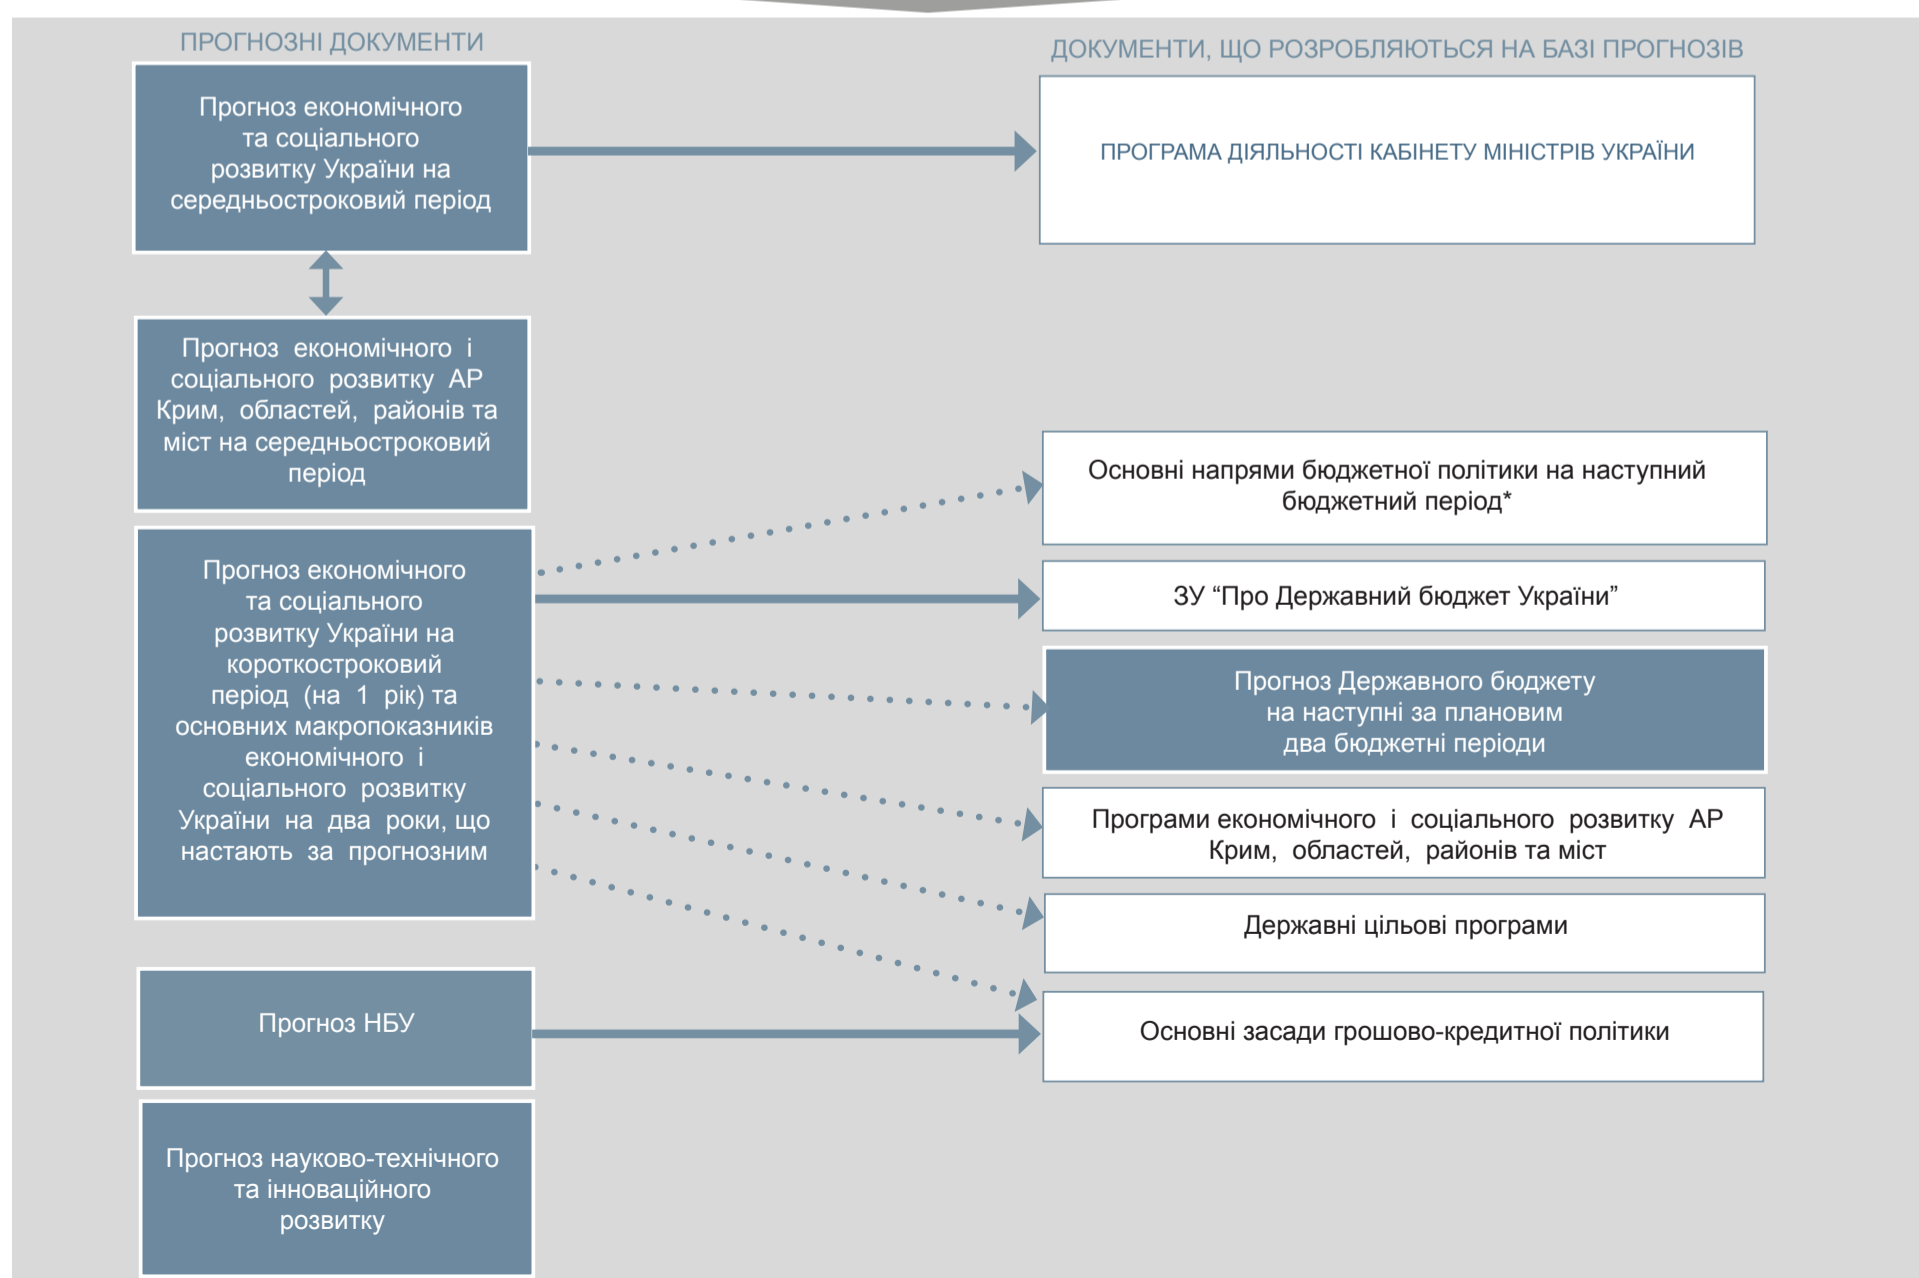 ПРОГНОЗНІ ДОКУМЕНТИ
Прогноз економічного
та соціального
розвитку України на
середньостроковий період
Прогноз економічного і
соціального розвитку АР
Крим, областей, районів та
міст на середньостроковий
період
Прогноз економічного
та соціального
розвитку України на
короткостроковий
період (на 1 рік) та
основних макропоказників
економічного і
соціального розвитку
України на два роки, що
настають за прогнозним
Прогноз НБУ
Прогноз науково-технічного
та інноваційного
розвитку
ДОКУМЕНТИ, ЩО РОЗРОБЛЯЮТЬСЯ НА БАЗІ ПРОГНОЗІВ
ПРОГРАМА ДІЯЛЬНОСТІ КАБІНЕТУ МІНІСТРІВ УКРАЇНИ
Основні напрями бюджетної політики на наступний
бюджетний період*
ЗУ “Про Державний бюджет України”
Прогноз Державного бюджету
на наступні за плановим
два бюджетні періоди
Програми економічного і соціального розвитку АР
Крим, областей, районів та міст
Державні цільові програми
Основні засади грошово-кредитної політики